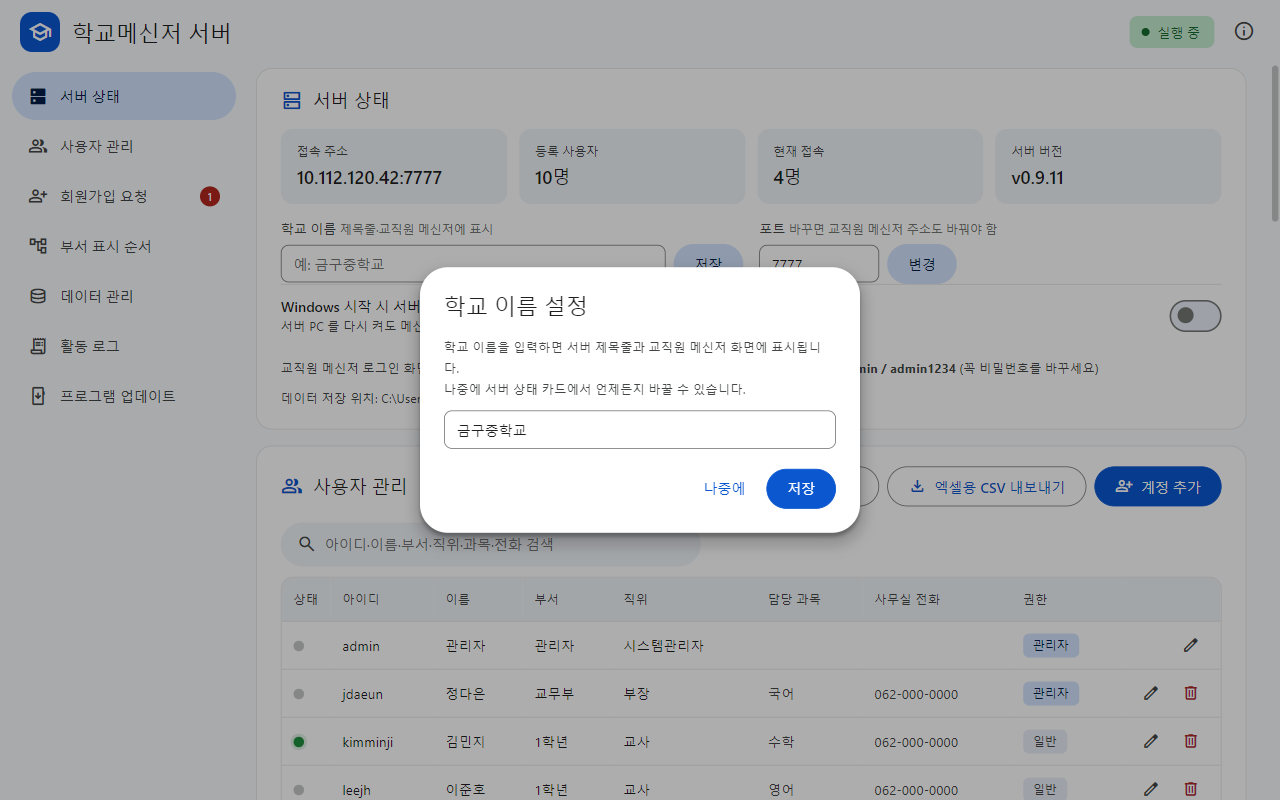 학교메신저 서버
실행 중
서버 상태
사용자 관리
회원가입 요청
1
부서 표시 순서
데이터 관리
활동 로그
프로그램 업데이트
서버 상태
접속 주소
10.112.120.42:7777
등록 사용자
10명
현재 접속
4명
서버 버전
v0.9.11
학교 이름 제목줄·교직원 메신저에 표시
예: 금구중학교
저장
포트 바꾸면 교직원 메신저 주소도 바꿔야 함
7777
변경
Windows 시작 시 서버
서버 PC 를 다시 켜도 메신
교직원 메신저 로그인 화면
/ admin1234 (꼭 비밀번호를 바꾸세요)
데이터 저장 위치: C:\User
학교 이름 설정
학교 이름을 입력하면 서버 제목줄과 교직원 메신저 화면에 표시됩니
다.
나중에 서버 상태 카드에서 언제든지 바꿀 수 있습니다.
금구중학교
나중에
저장
사용자 관리
엑셀용 CSV 내보내기
계정 추가
아이디·이름·부서·직위·과목·전화 검색
상태 아이디 이름 부서 직위 담당 과목 사무실 전화 권한
admin 관리자 관리자 시스템관리자 관리자
jdaeun 정다은 교무부 부장 국어 062-000-0000 관리자
kimminji 김민지 1학년 교사 수학 062-000-0000 일반
leejh 이준호 1학년 교사 영어 062-000-0000 일반